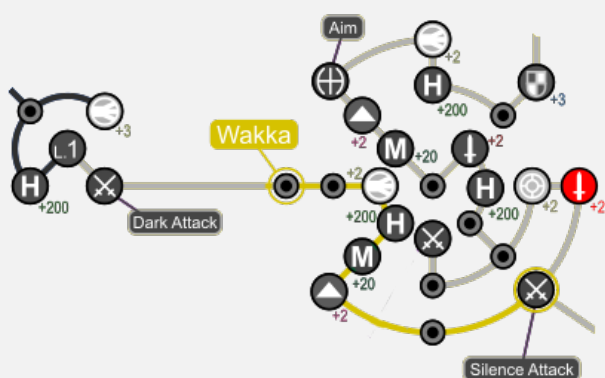 Aim
+2
H
+200
+3
+3
+2
M
+20
+2
L.1
Wakka
+2
H
+200
Dark Attack
+200
H
H
+200
+2
+2
M
+20
+2
Silence Attack